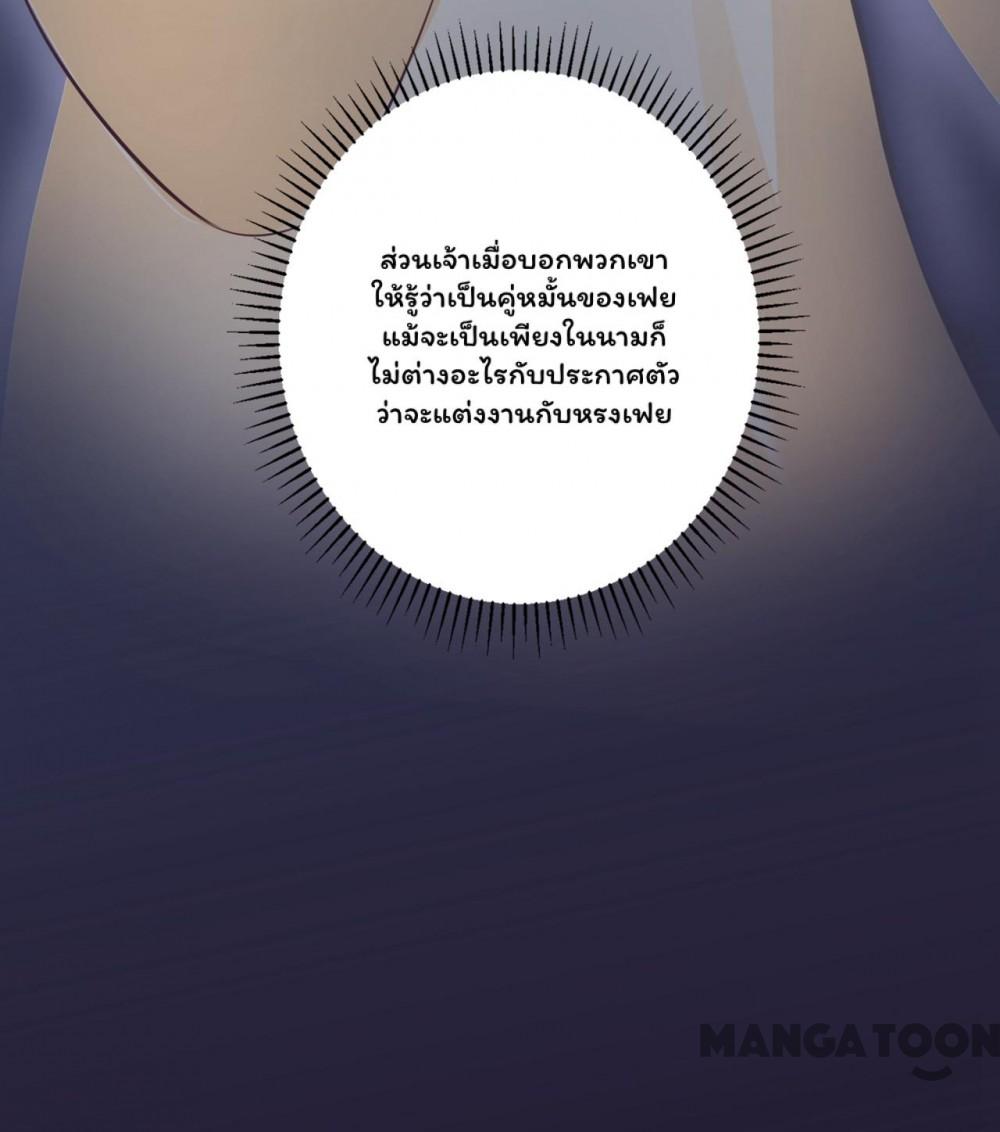 ส่วนเจ้าเมื่อบอกพวกเขา
ให้รู้ว่าเป็นคู่หมั้นของเฟย
แม้จะเป็นเพียงในนามก็
ไม่ต่างอะไรกับประกาศตัว
ว่าจะแต่งงานกับหรงเฟย
MANGA TOON